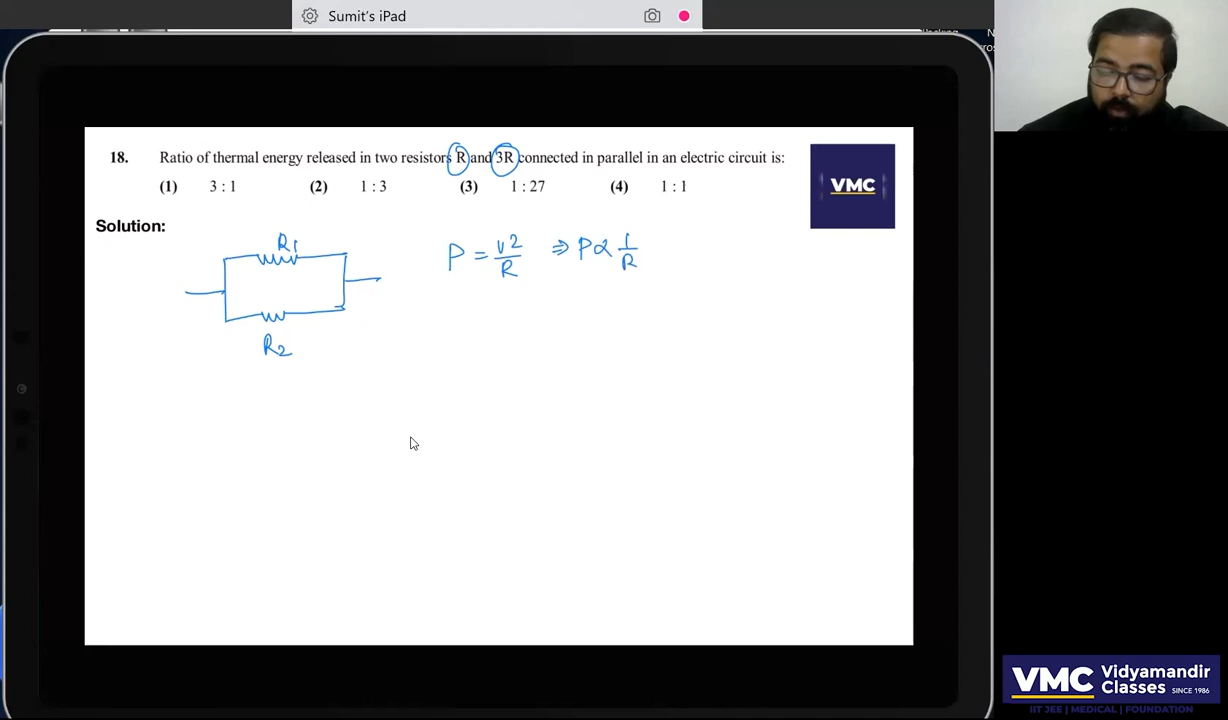 Sumit's iPad
18. Ratio of thermal energy released in two resistors R and 3R connected in parallel in an electric circuit is:
(1) 3 : 1 (2) 1 : 3 (3) 1 : 27 (4) 1 : 1
VMC
Solution:
R1
P = V2/R ⇒ P ∝ 1/R
R2
VMC Vidyamandir Classes SINCE 1986
IIT JEE | MEDICAL | FOUNDATION